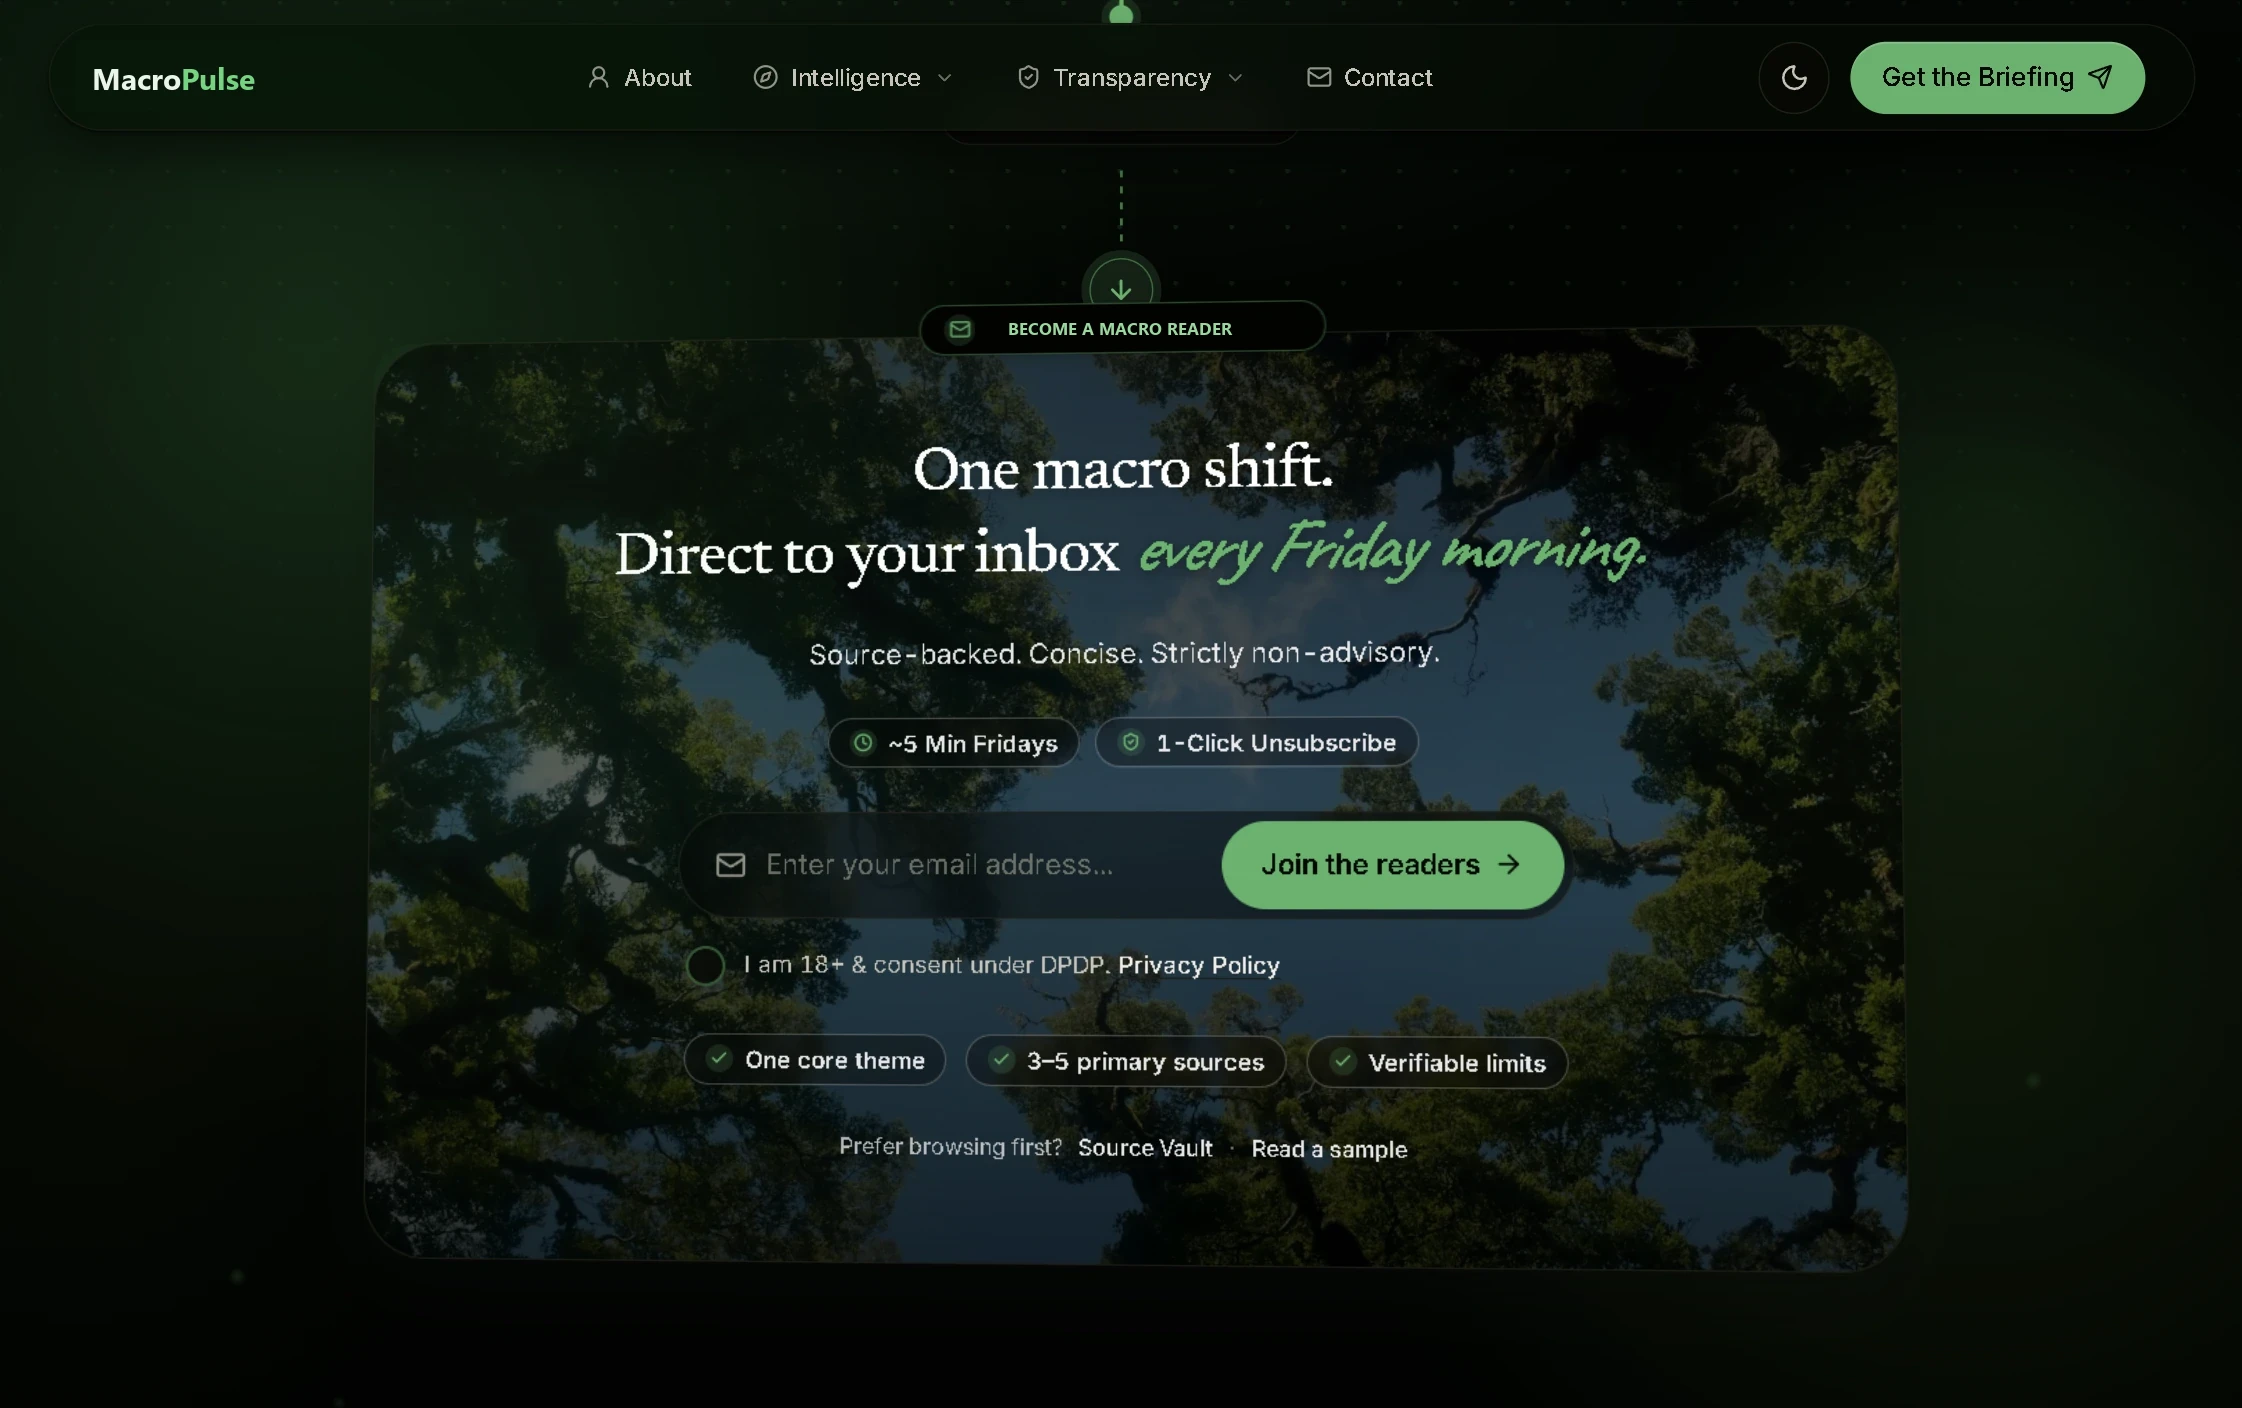 MacroPulse
About
Intelligence
Transparency
Contact
Get the Briefing
BECOME A MACRO READER
One macro shift.
Direct to your inbox every Friday morning.
Source-backed. Concise. Strictly non-advisory.
~5 Min Fridays
1-Click Unsubscribe
Enter your email address...
Join the readers
I am 18+ & consent under DPDP. Privacy Policy
One core theme
3–5 primary sources
Verifiable limits
Prefer browsing first? Source Vault · Read a sample